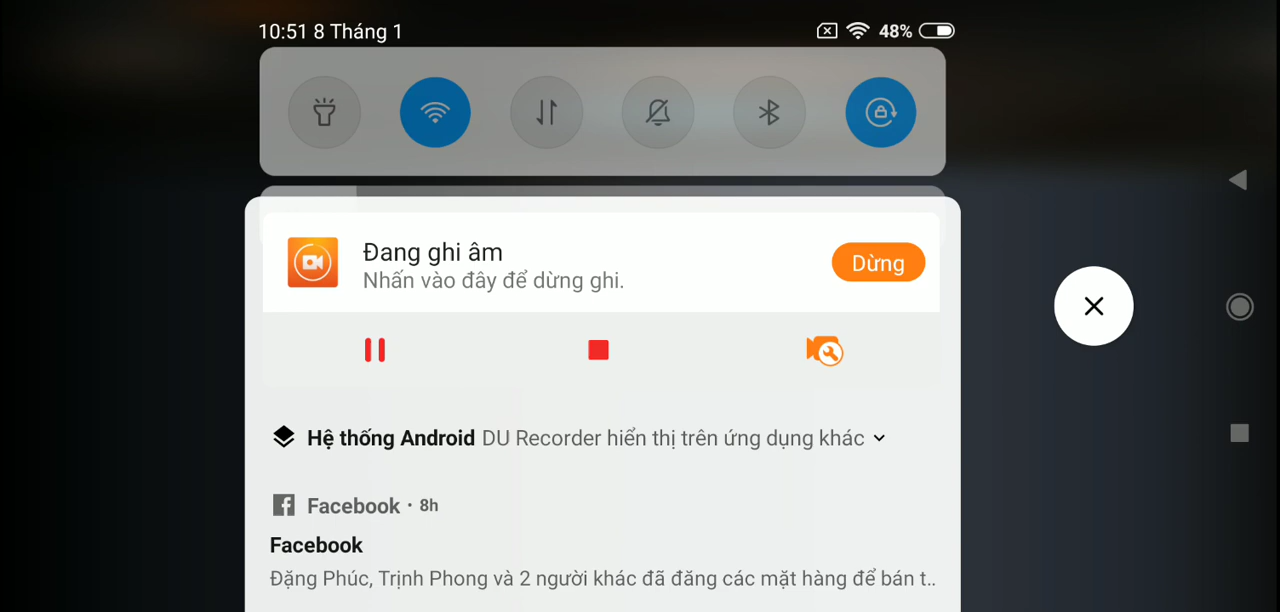 10:51 8 Tháng 1
48%
Đang ghi âm
Nhấn vào đây để dừng ghi.
Dừng
Hệ thống Android DU Recorder hiển thị trên ứng dụng khác
Facebook · 8h
Facebook
Đặng Phúc, Trịnh Phong và 2 người khác đã đăng các mặt hàng để bán t..